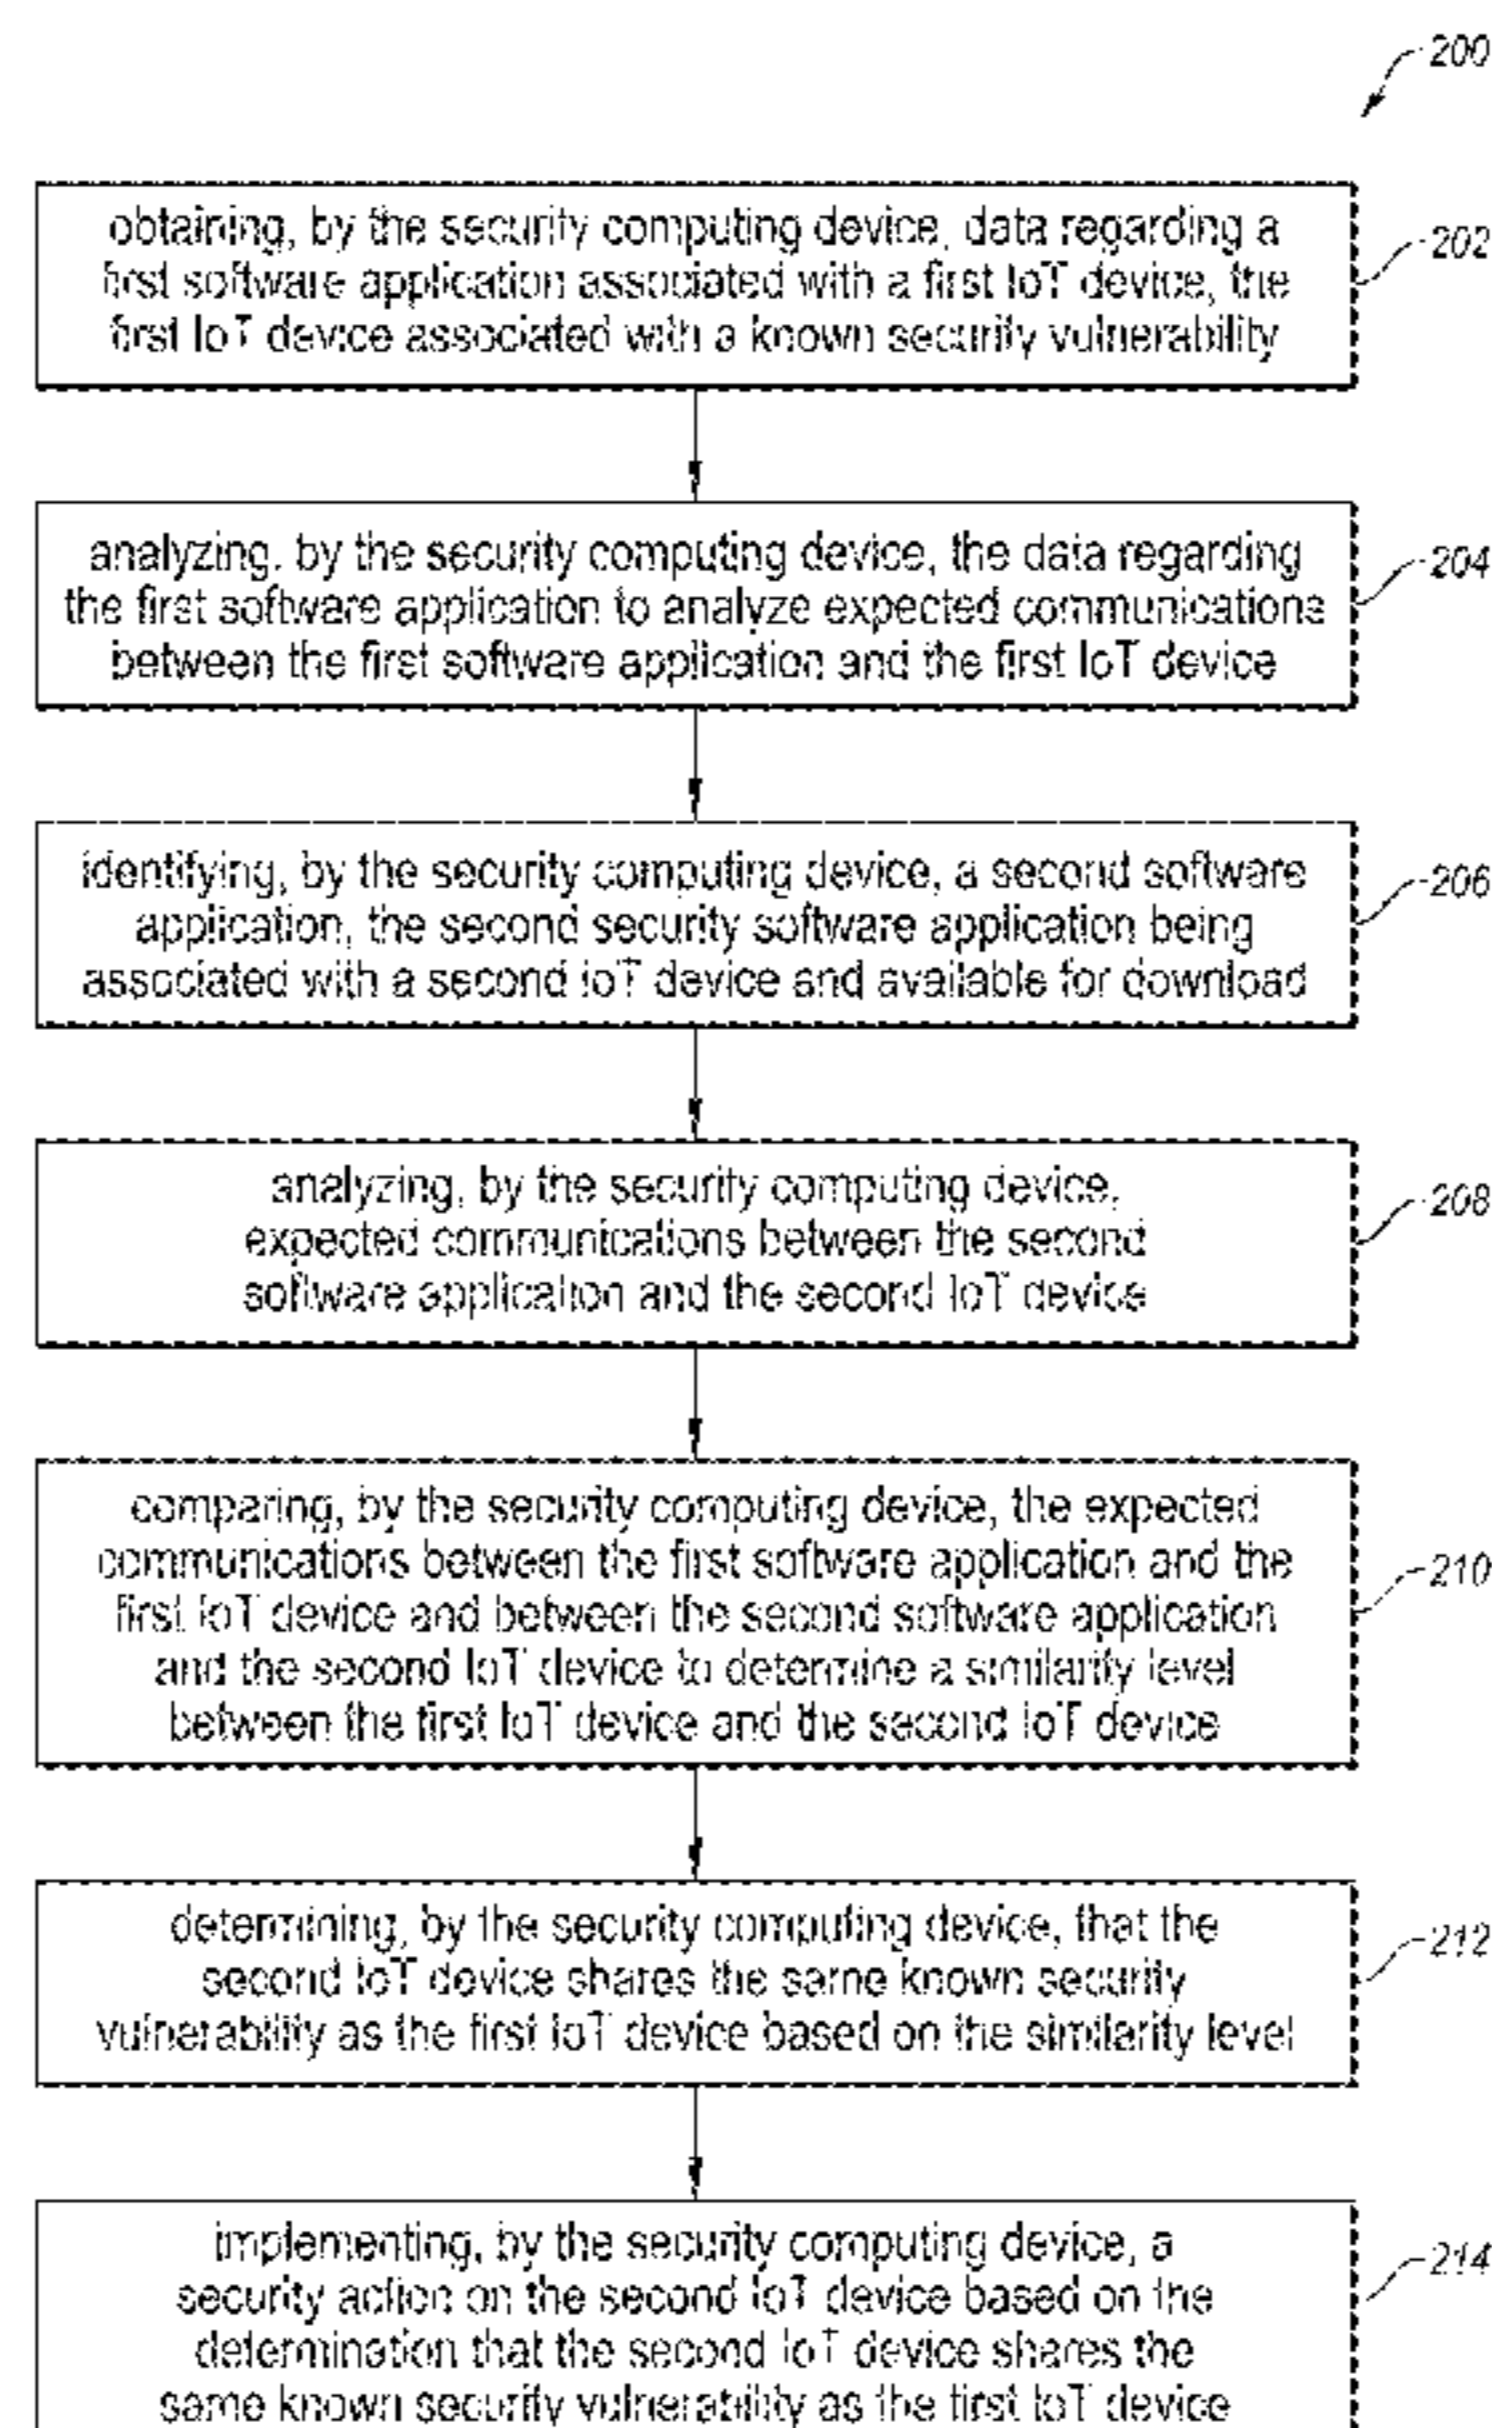 200
obtaining, by the security computing device, data regarding a
first software application associated with a first IoT device, the
first IoT device associated with a known security vulnerability
202
analyzing, by the security computing device, the data regarding
the first software application to analyze expected communications
between the first software application and the first IoT device
204
identifying, by the security computing device, a second software
application, the second security software application being
associated with a second IoT device and available for download
206
analyzing, by the security computing device,
expected communications between the second
software application and the second IoT device
208
comparing, by the security computing device, the expected
communications between the first software application and the
first IoT device and between the second software application
and the second IoT device to determine a similarity level
between the first IoT device and the second IoT device
210
determining, by the security computing device, that the
second IoT device shares the same known security
vulnerability as the first IoT device based on the similarity level
212
implementing, by the security computing device, a
security action on the second IoT device based on the
determination that the second IoT device shares the
same known security vulnerability as the first IoT device
214